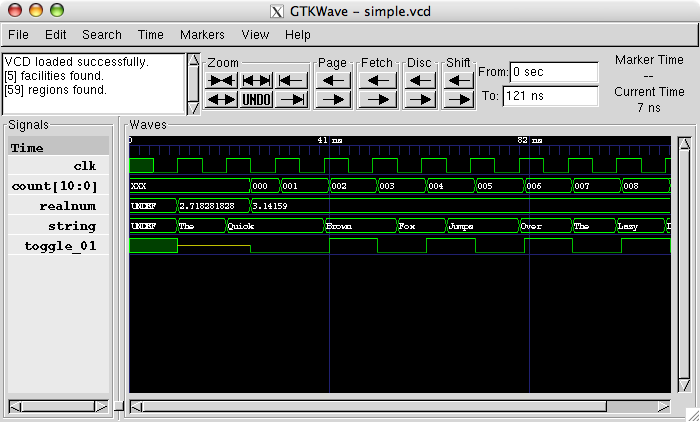 GTKWave - simple.vcd
File Edit Search Time Markers View Help
VCD loaded successfully.
[5] facilities found.
[59] regions found.
Zoom
UNDO
Page
Fetch
Disc
Shift
From: 0 sec
To: 121 ns
Marker Time
--
Current Time
7 ns
Signals
Waves
Time
0 41 ns 82 ns
clk
count[10:0] XXX 000 001 002 003 004 005 006 007 008
realnum UNDEF 2.718281828 3.14159
string UNDEF The Quick Brown Fox Jumps Over The Lazy
toggle_01